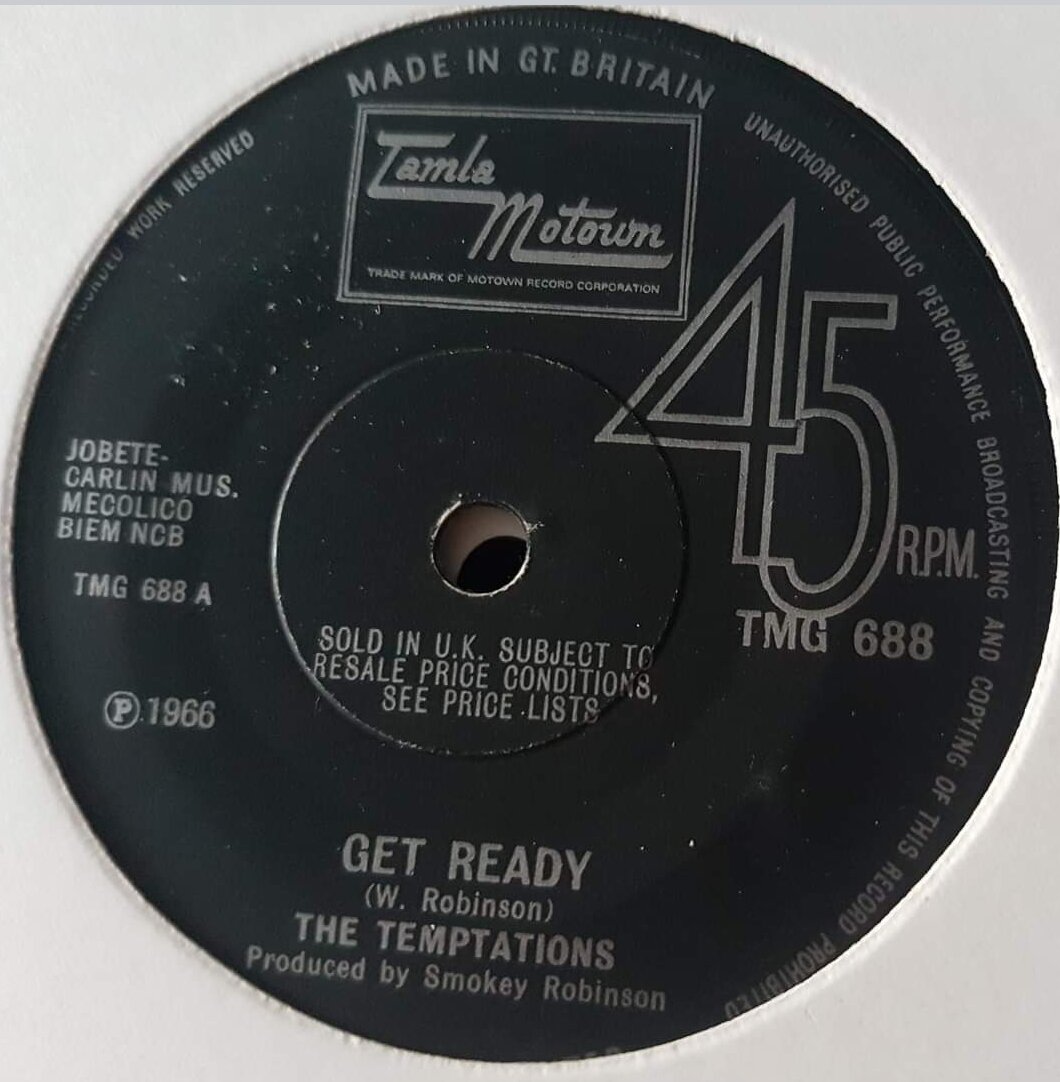 MADE IN GT. BRITAIN
Tamla
Motown
TRADE MARK OF MOTOWN RECORD CORPORATION
RECORDED WORK RESERVED
UNAUTHORISED PUBLIC PERFORMANCE BROADCASTING AND COPYING OF THIS RECORD PROHIBITED
45
R.P.M.
TMG 688
JOBETE-
CARLIN MUS.
MECOLICO
BIEM NCB
TMG 688 A
Ⓟ 1966
SOLD IN U.K. SUBJECT TO
RESALE PRICE CONDITIONS,
SEE PRICE LISTS
GET READY
(W. Robinson)
THE TEMPTATIONS
Produced by Smokey Robinson